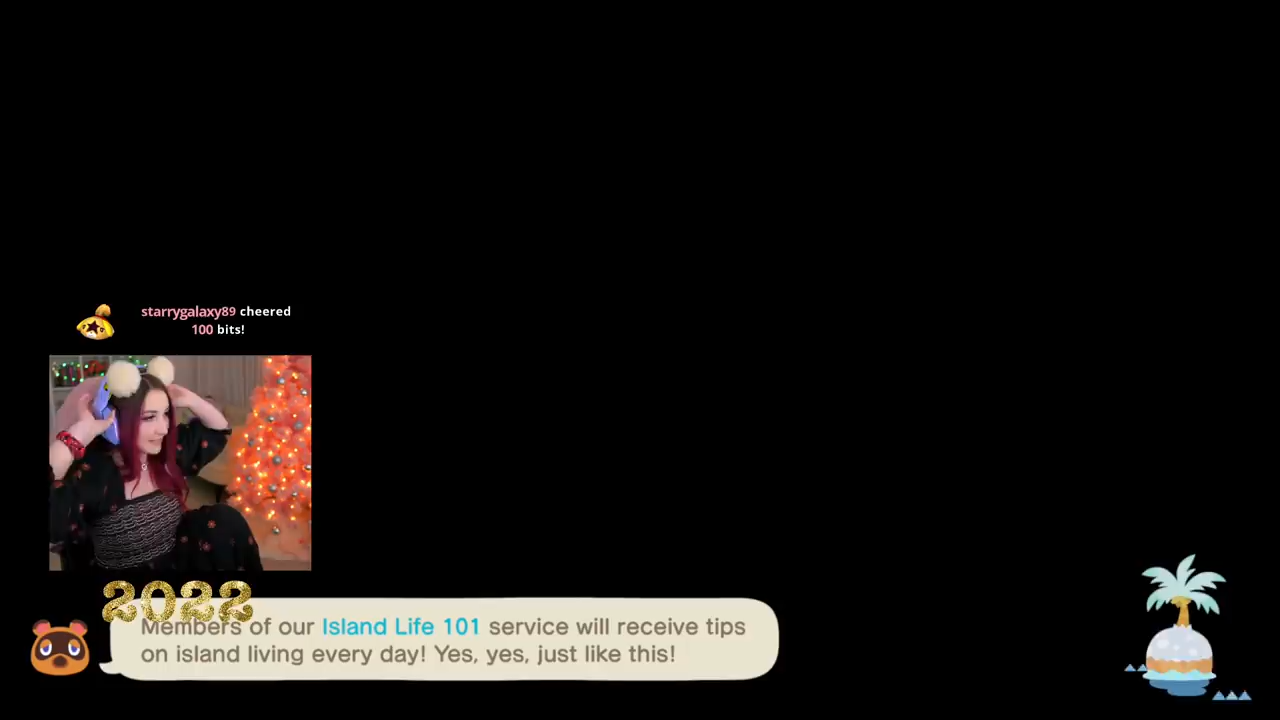 starrygalaxy89 cheered
100 bits!
2022
Members of our Island Life 101 service will receive tips
on island living every day! Yes, yes, just like this!